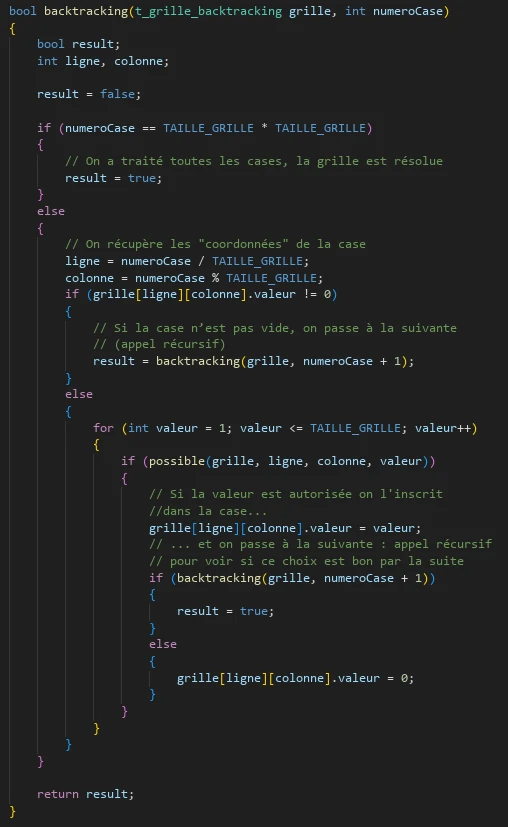 bool backtracking(t_grille_backtracking grille, int numeroCase)
{
    bool result;
    int ligne, colonne;

    result = false;

    if (numeroCase == TAILLE_GRILLE * TAILLE_GRILLE)
    {
        // On a traité toutes les cases, la grille est résolue
        result = true;
    }
    else
    {
        // On récupère les "coordonnées" de la case
        ligne = numeroCase / TAILLE_GRILLE;
        colonne = numeroCase % TAILLE_GRILLE;
        if (grille[ligne][colonne].valeur != 0)
        {
            // Si la case n’est pas vide, on passe à la suivante
            // (appel récursif)
            result = backtracking(grille, numeroCase + 1);
        }
        else
        {
            for (int valeur = 1; valeur <= TAILLE_GRILLE; valeur++)
            {
                if (possible(grille, ligne, colonne, valeur))
                {
                    // Si la valeur est autorisée on l'inscrit
                    //dans la case...
                    grille[ligne][colonne].valeur = valeur;
                    // ... et on passe à la suivante : appel récursif
                    // pour voir si ce choix est bon par la suite
                    if (backtracking(grille, numeroCase + 1))
                    {
                        result = true;
                    }
                    else
                    {
                        grille[ligne][colonne].valeur = 0;
                    }
                }
            }
        }
    }

    return result;
}